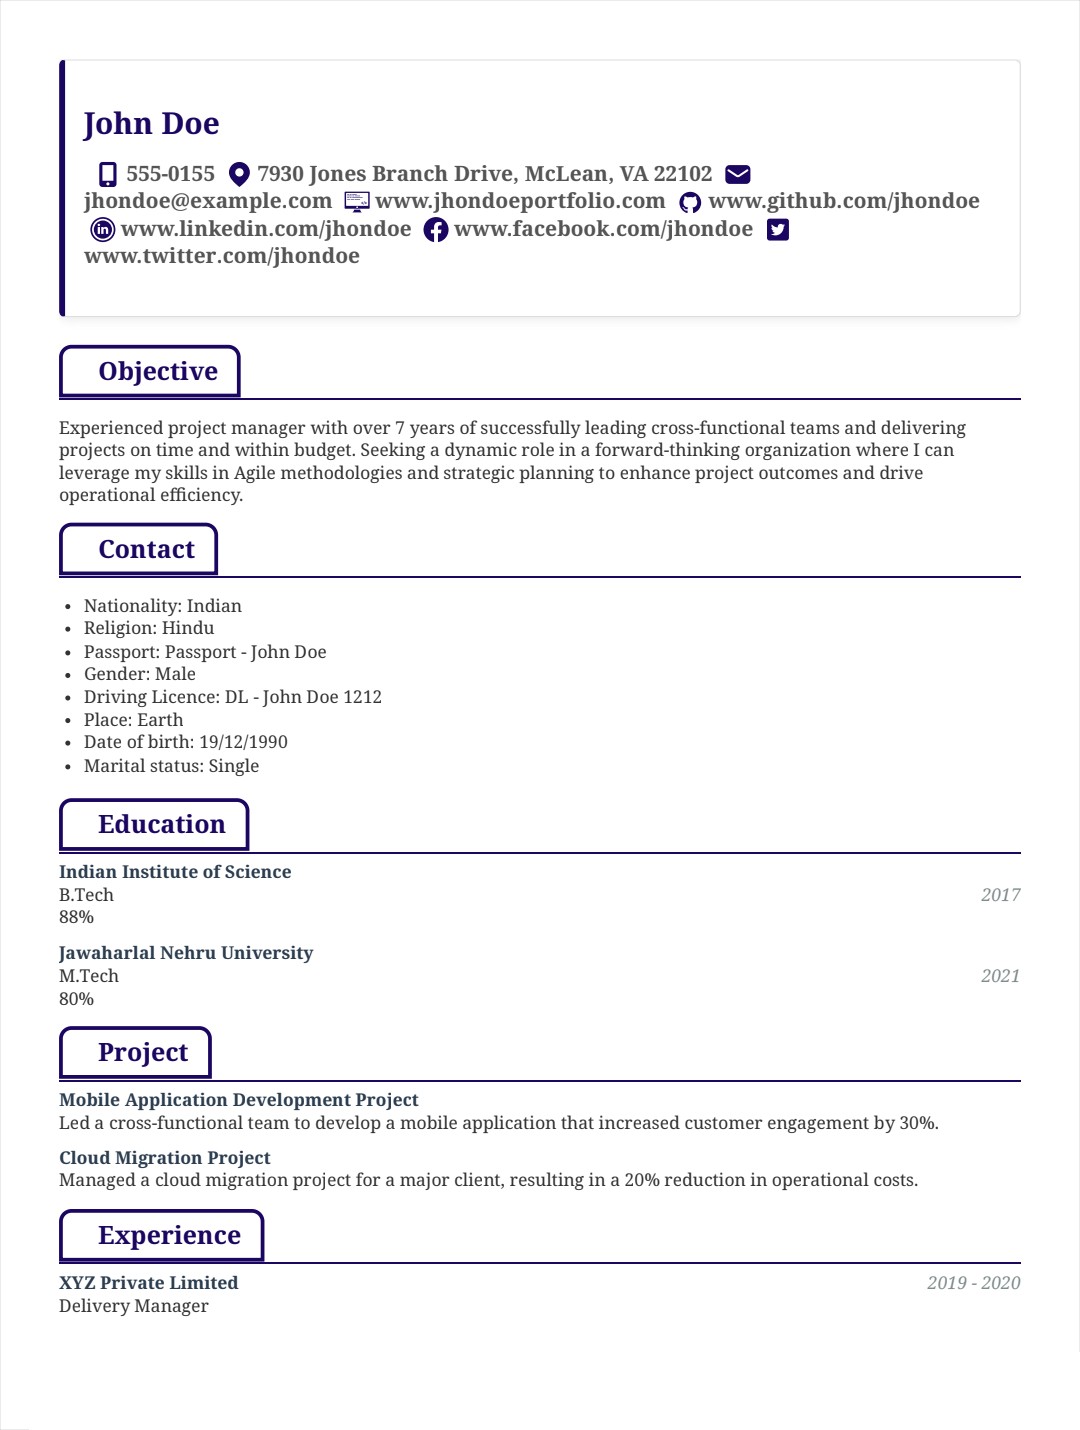 John Doe
555-0155 7930 Jones Branch Drive, McLean, VA 22102
jhondoe@example.com www.jhondoeportfolio.com www.github.com/jhondoe
www.linkedin.com/jhondoe www.facebook.com/jhondoe
www.twitter.com/jhondoe
Objective
Experienced project manager with over 7 years of successfully leading cross-functional teams and delivering
projects on time and within budget. Seeking a dynamic role in a forward-thinking organization where I can
leverage my skills in Agile methodologies and strategic planning to enhance project outcomes and drive
operational efficiency.
Contact
• Nationality: Indian
• Religion: Hindu
• Passport: Passport - John Doe
• Gender: Male
• Driving Licence: DL - John Doe 1212
• Place: Earth
• Date of birth: 19/12/1990
• Marital status: Single
Education
Indian Institute of Science
B.Tech 2017
88%
Jawaharlal Nehru University
M.Tech 2021
80%
Project
Mobile Application Development Project
Led a cross-functional team to develop a mobile application that increased customer engagement by 30%.
Cloud Migration Project
Managed a cloud migration project for a major client, resulting in a 20% reduction in operational costs.
Experience
XYZ Private Limited 2019 - 2020
Delivery Manager